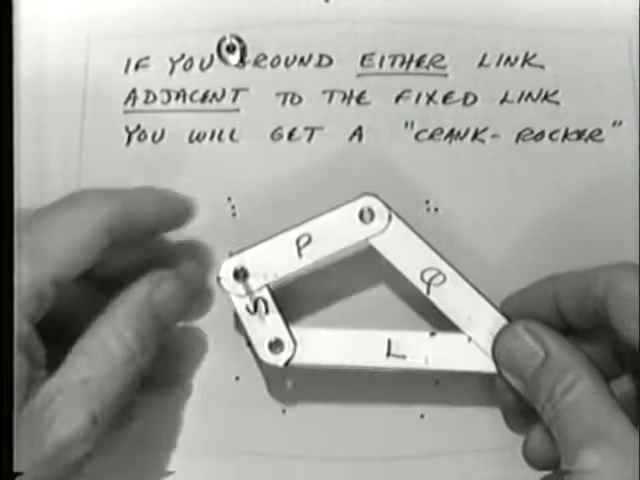 IF YOU GROUND EITHER LINK
ADJACENT TO THE FIXED LINK
YOU WILL GET A "CRANK-ROCKER"
P
S
Q
L